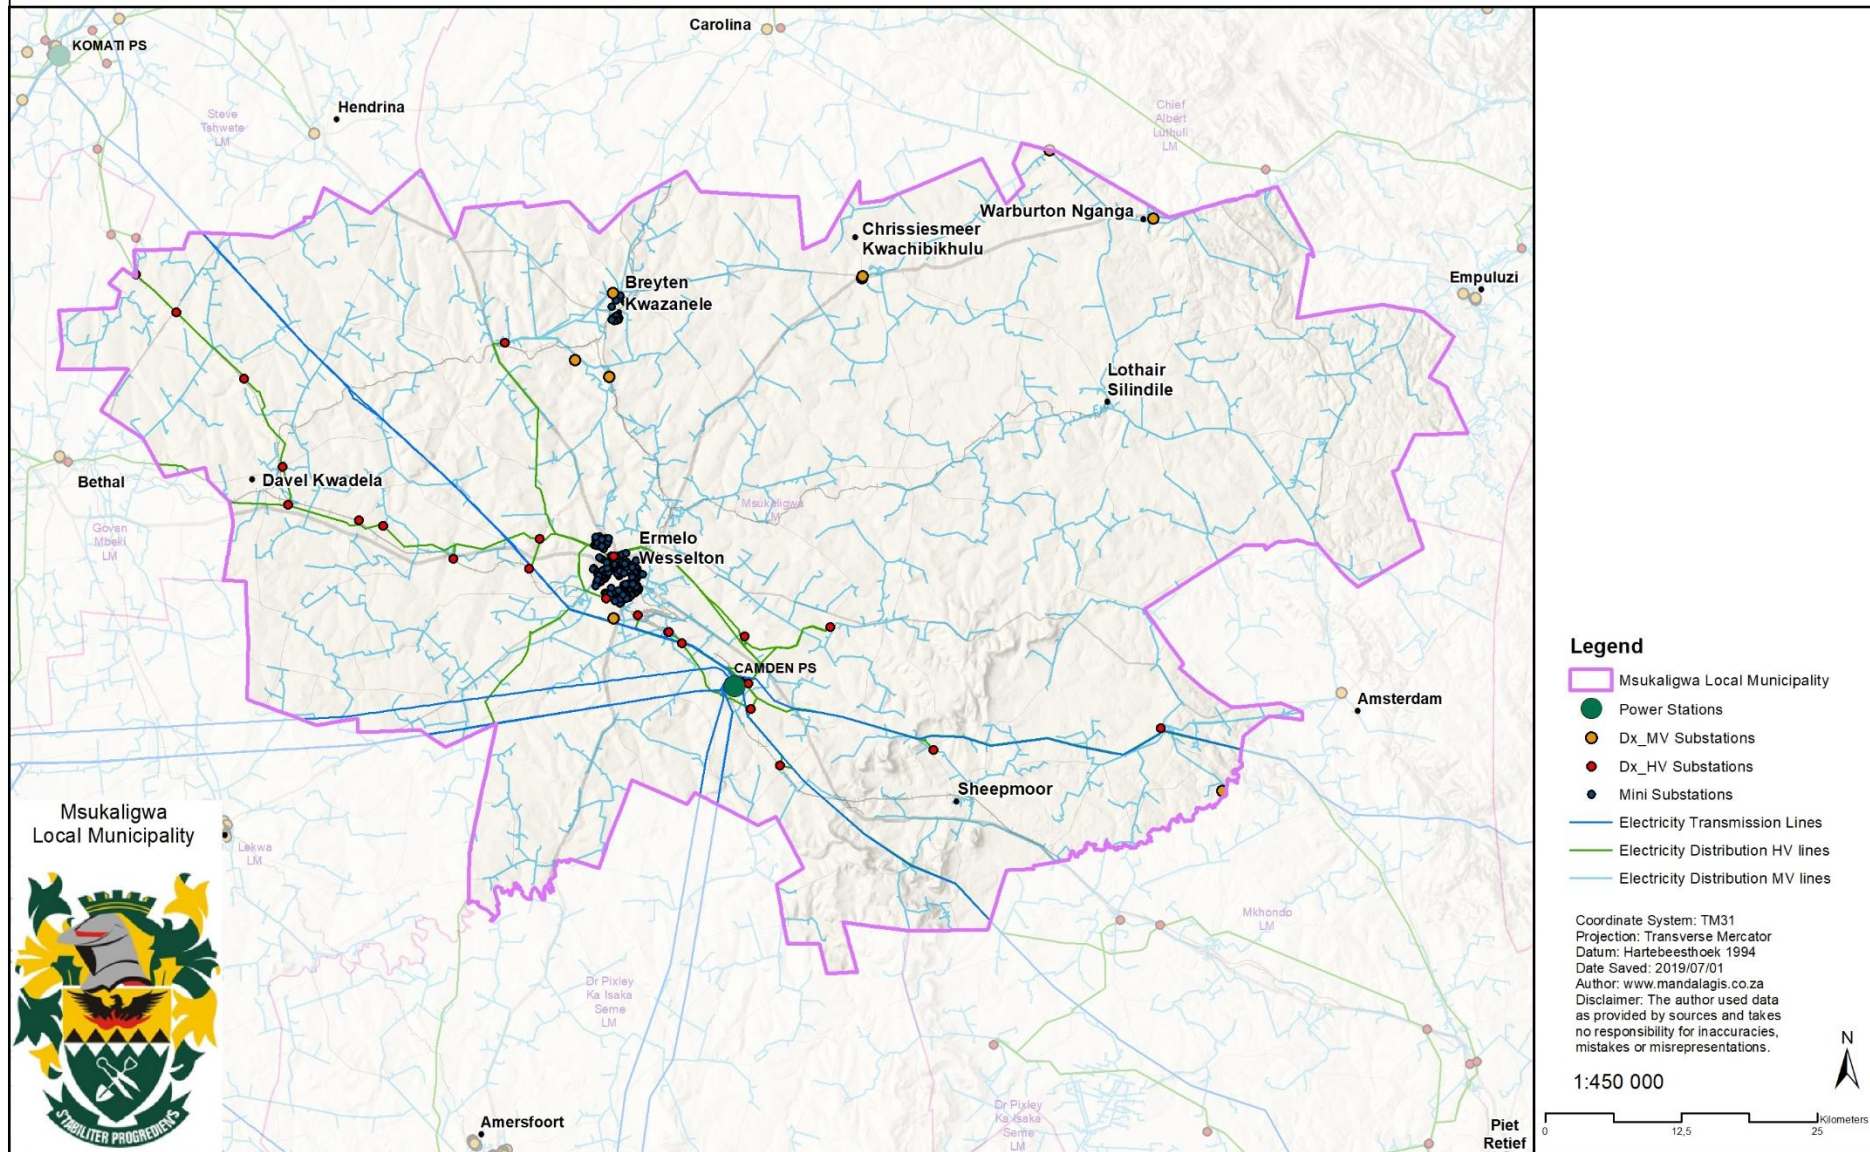 Carolina
KOMATI PS
Hendrina
Steve
Tshwete
LM
Chief
Albert
Luthuli
LM
Warburton Nganga
Chrissiesmeer
Kwachibikhulu
Empuluzi
Breyten
Kwazanele
Lothair
Silindile
Bethal
Davel Kwadela
Govan
Mbeki
LM
Msukaligwa
LM
Ermelo
Wesselton
CAMDEN PS
Amsterdam
Sheepmoor
Msukaligwa
Local Municipality
Lekwa
LM
Mkhondo
LM
Dr Pixley
Ka Isaka
Seme
LM
Dr Pixley
Ka Isaka
Seme
LM
Amersfoort
Piet
Retief
STABILITER PROGREDIENS
Legend
Msukaligwa Local Municipality
Power Stations
Dx_MV Substations
Dx_HV Substations
Mini Substations
Electricity Transmission Lines
Electricity Distribution HV lines
Electricity Distribution MV lines
Coordinate System: TM31
Projection: Transverse Mercator
Datum: Hartebeesthoek 1994
Date Saved: 2019/07/01
Author: www.mandalagis.co.za
Disclaimer: The author used data
as provided by sources and takes
no responsibility for inaccuracies,
mistakes or misrepresentations.
N
1:450 000
Kilometers
0 12,5 25